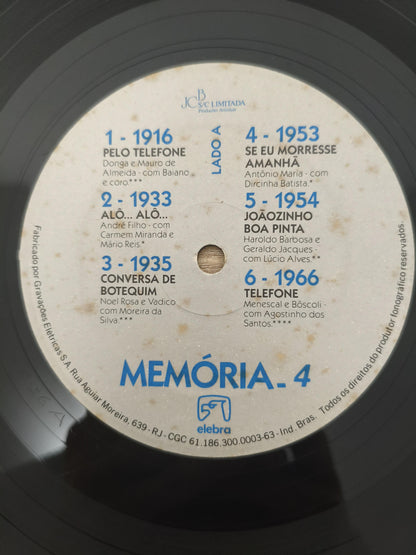 JCB
S/C LIMITADA
Produções Artísticas
LADO A
1 - 1916
PELO TELEFONE
Donga e Mauro de
Almeida - com Baiano
e coro.***
2 - 1933
ALÔ... ALÔ...
André Filho - com
Carmem Miranda e
Mário Reis*
3 - 1935
CONVERSA DE
BOTEQUIM
Noel Rosa e Vadico
com Moreira da
Silva.***
4 - 1953
SE EU MORRESSE
AMANHÃ
Antônio Maria - com
Dircinha Batista.*
5 - 1954
JOÃOZINHO
BOA PINTA
Haroldo Barbosa e
Geraldo Jacques -
com Lúcio Alves.**
6 - 1966
TELEFONE
Menescal e Bôscoli -
com Agostinho dos
Santos.****
MEMÓRIA - 4
elebra
Fabricado por Gravações Elétricas S.A. Rua Aguiar Moreira, 639 - RJ - CGC 61.186.300.0003-63 - Ind. Bras. Todos os direitos do produtor fonográfico reservados.